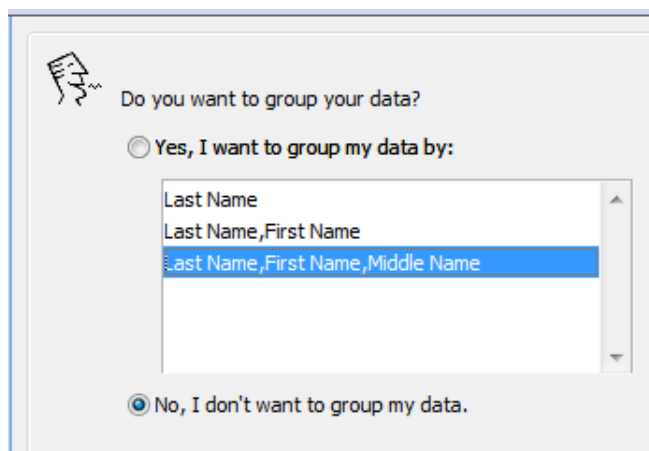 Do you want to group your data?
Yes, I want to group my data by:
Last Name
Last Name,First Name
Last Name,First Name,Middle Name
No, I don't want to group my data.